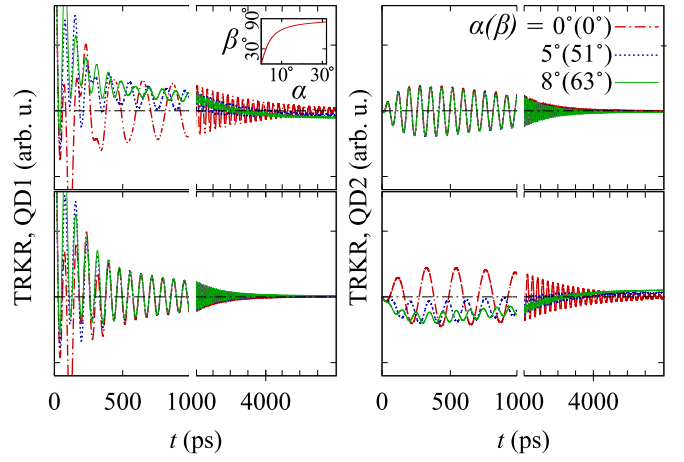 TRKR, QD1 (arb. u.)
β
30° 90°
10° 30°
α
0 500 1000 4000
t (ps)
TRKR, QD2 (arb. u.)
α(β) = 0°(0°)
5°(51°)
8°(63°)
0 500 1000 4000
t (ps)